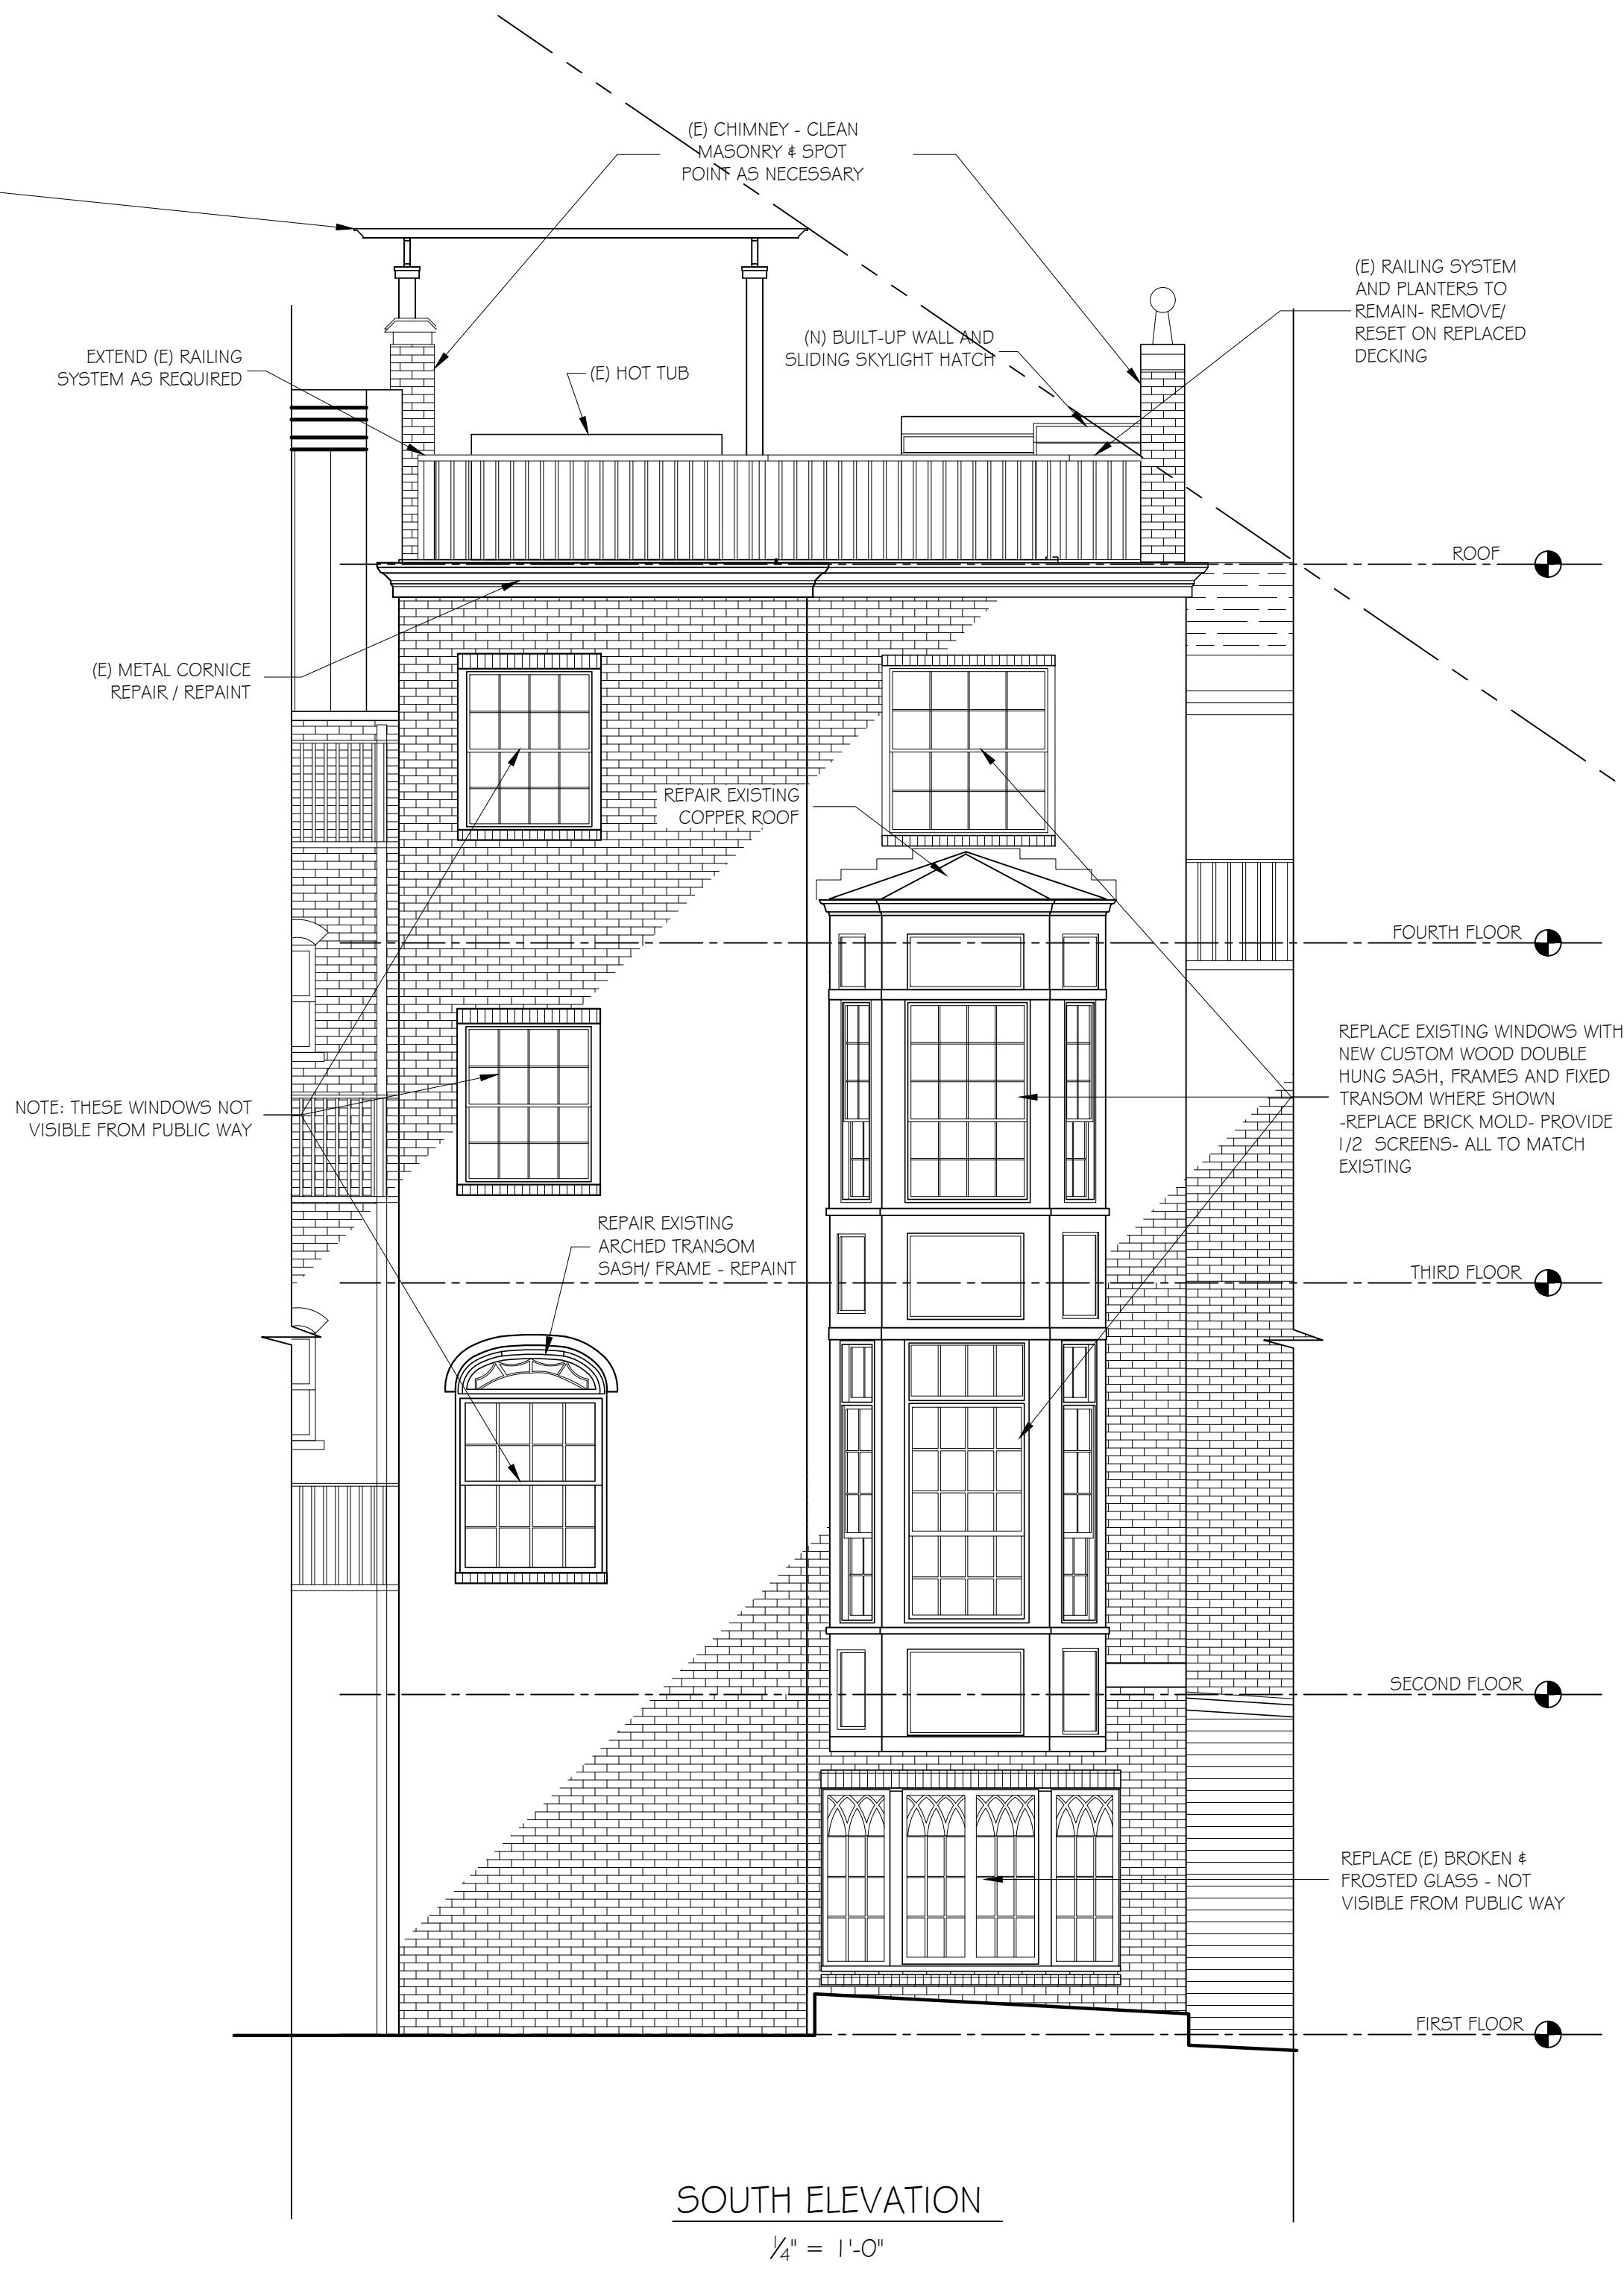 (E) CHIMNEY - CLEAN
MASONRY & SPOT
POINT AS NECESSARY
(E) RAILING SYSTEM
AND PLANTERS TO
REMAIN- REMOVE/
RESET ON REPLACED
DECKING
(N) BUILT-UP WALL AND
SLIDING SKYLIGHT HATCH
EXTEND (E) RAILING
SYSTEM AS REQUIRED
(E) HOT TUB
ROOF
(E) METAL CORNICE
REPAIR / REPAINT
REPAIR EXISTING
COPPER ROOF
FOURTH FLOOR
REPLACE EXISTING WINDOWS WITH
NEW CUSTOM WOOD DOUBLE
HUNG SASH, FRAMES AND FIXED
TRANSOM WHERE SHOWN
-REPLACE BRICK MOLD- PROVIDE
1/2 SCREENS- ALL TO MATCH
EXISTING
NOTE: THESE WINDOWS NOT
VISIBLE FROM PUBLIC WAY
REPAIR EXISTING
ARCHED TRANSOM
SASH/ FRAME - REPAINT
THIRD FLOOR
SECOND FLOOR
REPLACE (E) BROKEN &
FROSTED GLASS - NOT
VISIBLE FROM PUBLIC WAY
FIRST FLOOR
SOUTH ELEVATION
1/4" = 1'-0"